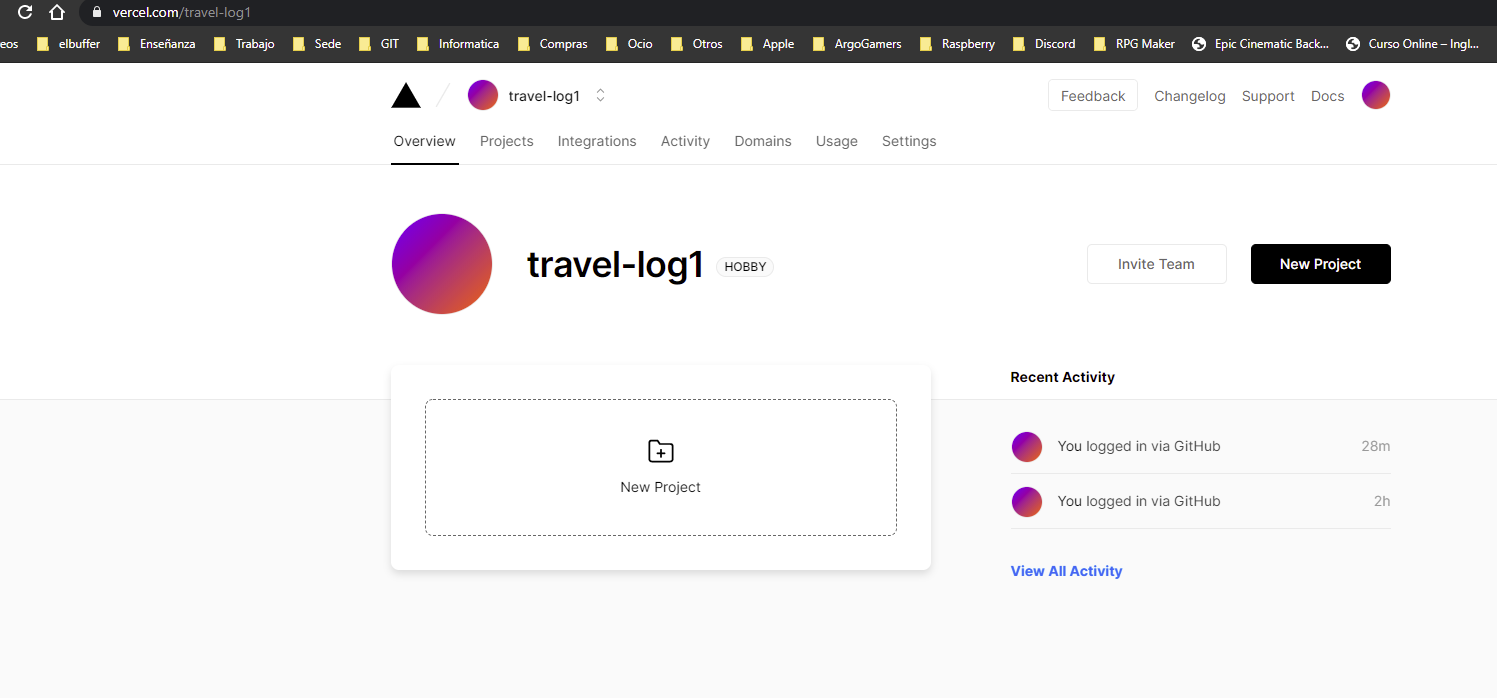 vercel.com/travel-log1
eos elbuffer Enseñanza Trabajo Sede GIT Informatica Compras Ocio Otros Apple ArgoGamers Raspberry Discord RPG Maker Epic Cinematic Back... Curso Online – Ingl...
travel-log1 Feedback Changelog Support Docs
Overview Projects Integrations Activity Domains Usage Settings
travel-log1 HOBBY Invite Team New Project
Recent Activity
You logged in via GitHub 28m
New Project
You logged in via GitHub 2h
View All Activity